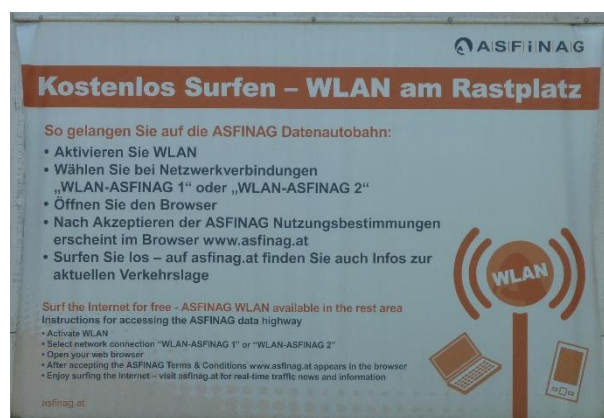 ASFiNAG
Kostenlos Surfen – WLAN am Rastplatz
So gelangen Sie auf die ASFINAG Datenautobahn:
• Aktivieren Sie WLAN
• Wählen Sie bei Netzwerkverbindungen
„WLAN-ASFINAG 1" oder „WLAN-ASFINAG 2"
• Öffnen Sie den Browser
• Nach Akzeptieren der ASFINAG Nutzungsbestimmungen
erscheint im Browser www.asfinag.at
• Surfen Sie los – auf asfinag.at finden Sie auch Infos zur
aktuellen Verkehrslage
WLAN
Surf the Internet for free - ASFINAG WLAN available in the rest area
Instructions for accessing the ASFINAG data highway
• Activate WLAN
• Select network connection "WLAN-ASFINAG 1" or "WLAN-ASFINAG 2"
• Open your web browser
• After accepting the ASFINAG Terms & Conditions www.asfinag.at appears in the browser
• Enjoy surfing the Internet – visit asfinag.at for real-time traffic news and information
asfinag.at